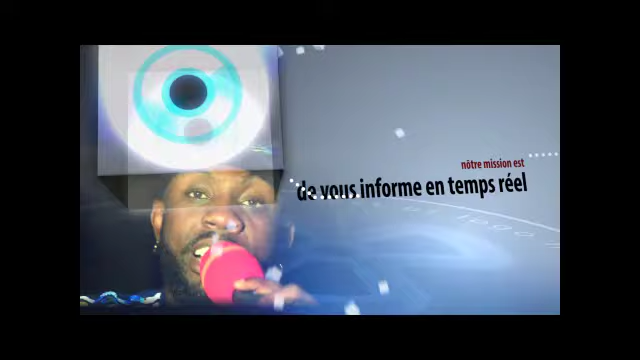 nôtre mission est
de vous informe en temps réel